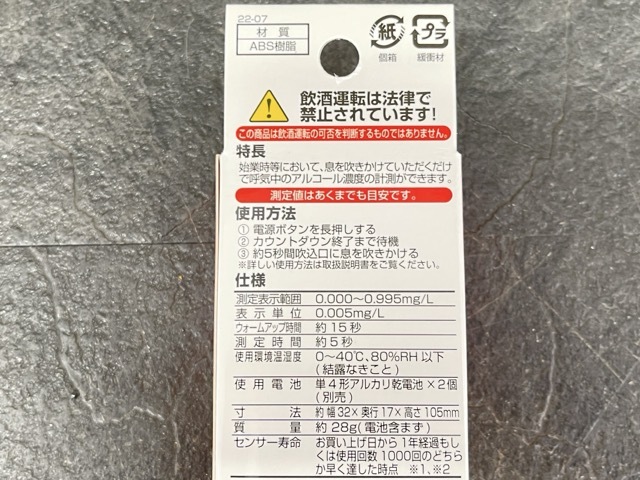 22-07
材質
ABS樹脂
紙
個箱
プラ
緩衝材
飲酒運転は法律で
禁止されています!
この商品は飲酒運転の可否を判断するものではありません。
特長
始業時等において、息を吹きかけていただくだけ
で呼気中のアルコール濃度の計測ができます。
測定値はあくまでも目安です。
使用方法
① 電源ボタンを長押しする
② カウントダウン終了まで待機
③ 約5秒間吹込口に息を吹きかける
※詳しい使用方法は取扱説明書をご覧ください。
仕様
測定表示範囲 0.000~0.995mg/L
表示単位 0.005mg/L
ウォームアップ時間 約15秒
測定時間 約5秒
使用環境温湿度 0~40℃、80%RH以下
(結露なきこと)
使用電池 単4形アルカリ乾電池×2個
(別売)
寸法 約幅32×奥行17×高さ105mm
質量 約28g(電池含まず)
センサー寿命 お買い上げ日から1年経過もし
くは使用回数1000回のどちら
か早く達した時点 ※1、※2